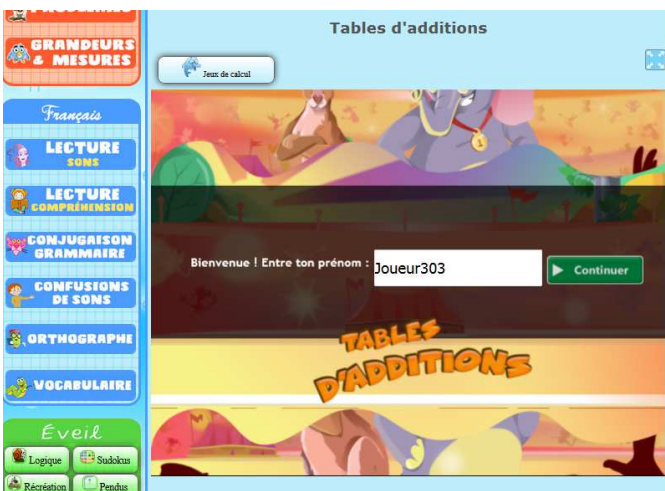 Tables d'additions
GRANDEURS
& MESURES
Jeux de calcul
Français
LECTURE
SONS
LECTURE
COMPRÉHENSION
CONJUGAISON
GRAMMAIRE
CONFUSIONS
DE SONS
ORTHOGRAPHE
VOCABULAIRE
Éveil
Logique
Sudokus
Récréation
Pendus
1
Bienvenue ! Entre ton prénom :
Joueur303
Continuer
TABLES
D'ADDITIONS